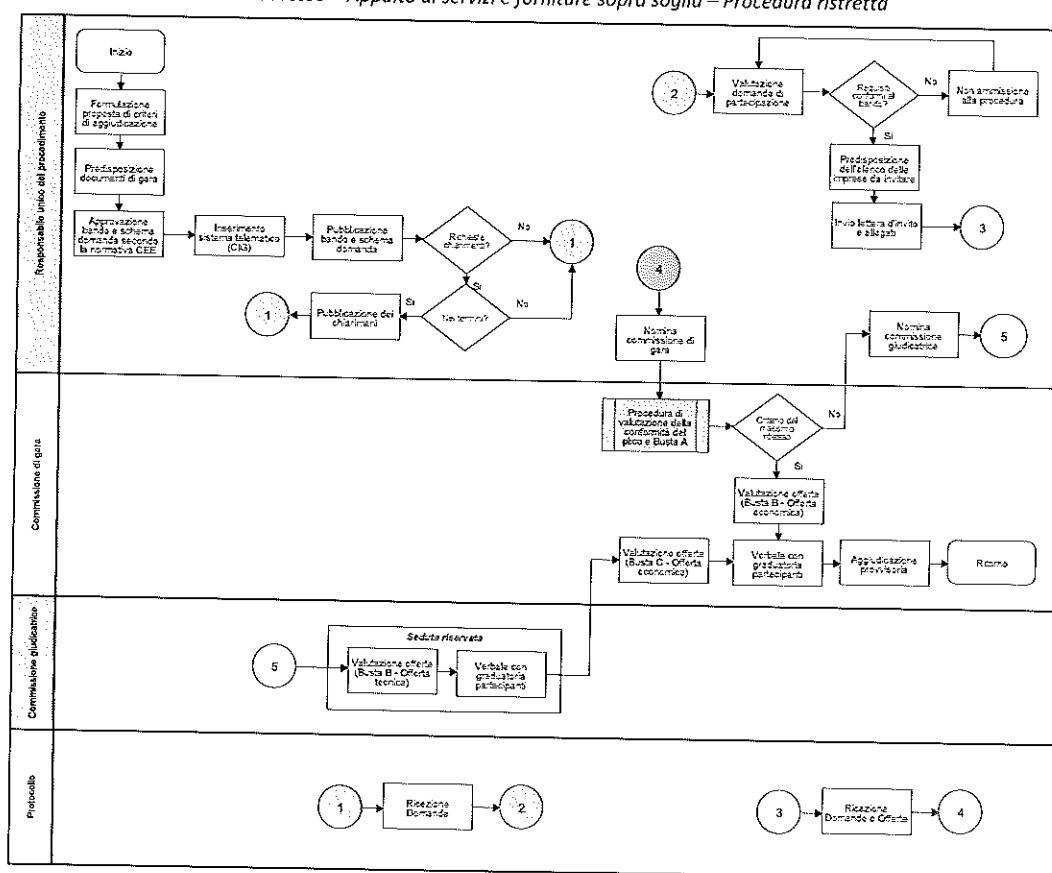 Appalto di servizi e forniture sopra soglia – Procedura ristretta
Responsabile unico del procedimento
Inizio
Formulazione
proposta di criteri
di aggiudicazione
Predisposizione
documenti di gara
Approvazione
bando e schema
domanda secondo
la normativa CEE
Inserimento
sistema telematico
(CIG)
Pubblicazione
bando e schema
domanda
Richieste
chiarimenti?
No
1
Si
Nei termini?
No
Si
Pubblicazione dei
chiarimani
1
2
Valutazione
domande di
partecipazione
Requisiti
conformi al
bando?
No
Non ammissione
alla procedura
Si
Predisposizione
dell'elenco delle
imprese da invitare
Invio lettera d'invito
e allegati
3
4
Nomina
commissione di
gara
Nomina
commissione
giudicatrice
5
Commissione di gara
Procedura di
valutazione della
conformità del
plico e Busta A
Criterio del
massimo
ribasso
No
Si
Valutazione offerte
(Busta B - Offerta
economica)
Valutazione offerte
(Busta C - Offerta
economica)
Verbale con
graduatoria
partecipanti
Aggiudicazione
provvisoria
Ritorno
Commissione giudicatrice
Seduta riservata
5
Valutazione offerte
(Busta B - Offerta
tecnica)
Verbale con
graduatoria
partecipanti
Protocollo
1
Ricezione
Domande
2
3
Ricezione
Domande e Offerte
4